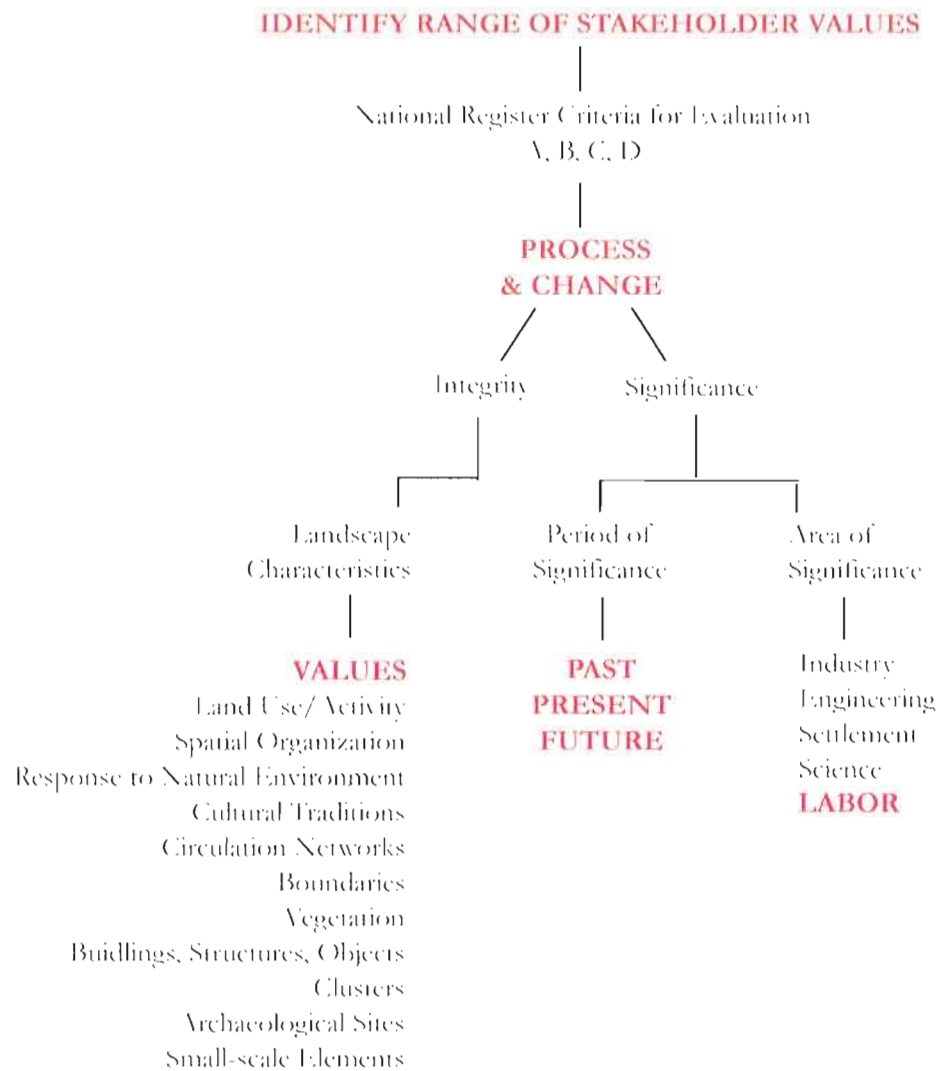 IDENTIFY RANGE OF STAKEHOLDER VALUES
National Register Criteria for Evaluation
A, B, C, D
PROCESS
& CHANGE
Integrity
Significance
Landscape
Characteristics
Period of
Significance
Area of
Significance
VALUES
Land Use/Activity
Spatial Organization
Response to Natural Environment
Cultural Traditions
Circulation Networks
Boundaries
Vegetation
Buidlings, Structures, Objects
Clusters
Archaeological Sites
Small-scale Elements
PAST
PRESENT
FUTURE
Industry
Engineering
Settlement
Science
LABOR